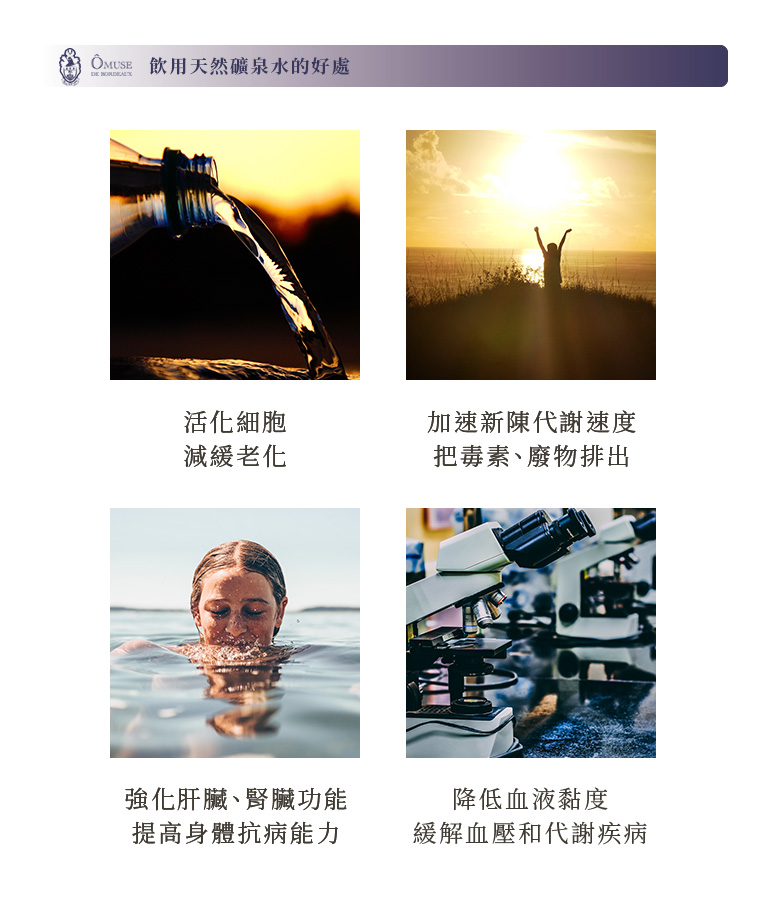 ÔMUSE
DE BORDEAUX
飲用天然礦泉水的好處
活化細胞
減緩老化
加速新陳代謝速度
把毒素、廢物排出
強化肝臟、腎臟功能
提高身體抗病能力
降低血液黏度
緩解血壓和代謝疾病